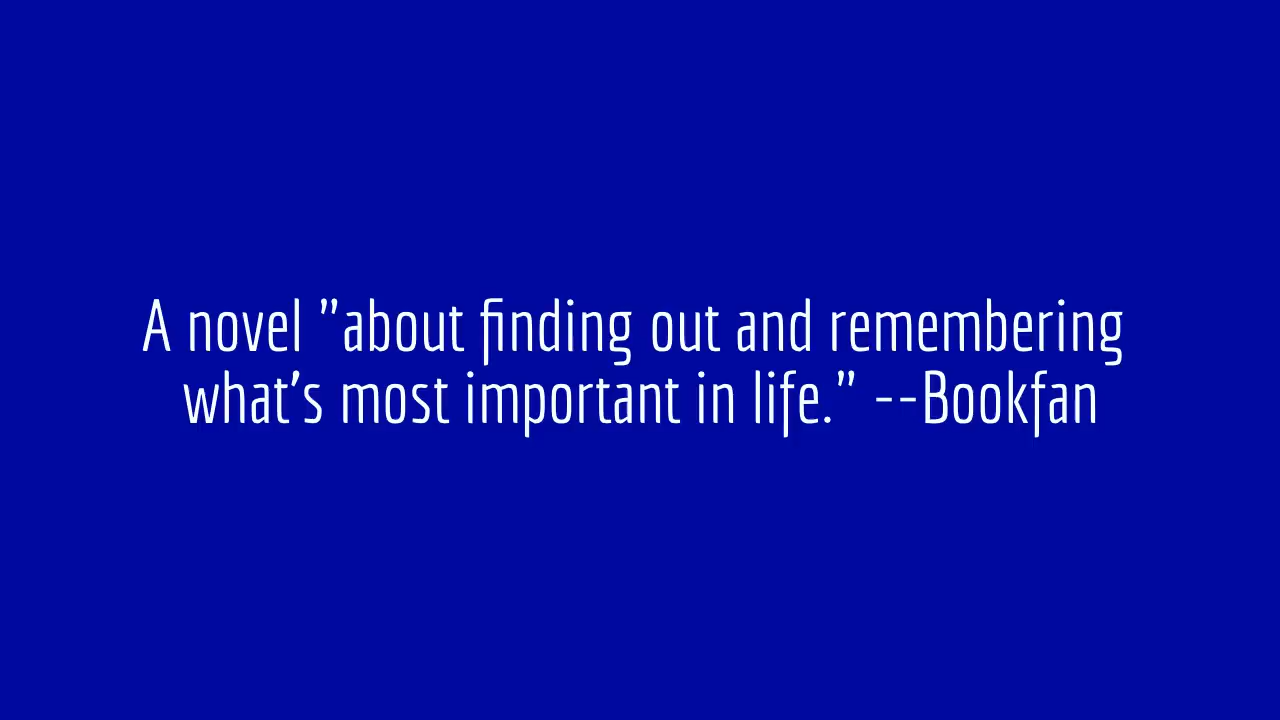 A novel "about finding out and remembering
what's most important in life." --Bookfan